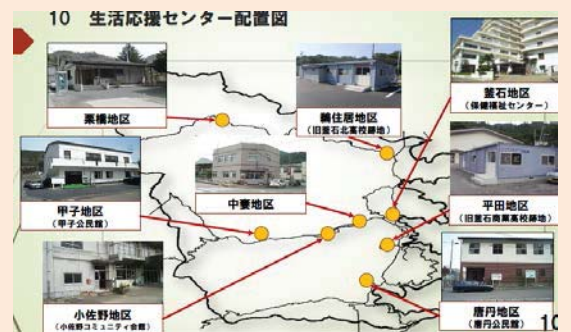 10 生活応援センター配置図
栗橋地区
鵜住居地区
(旧釜石北高校跡地)
釜石地区
(保健福祉センター)
甲子地区
(甲子公民館)
中妻地区
平田地区
(旧釜石商業高校跡地)
小佐野地区
(小佐野コミュニティ会館)
唐丹地区
(唐丹公民館)
10